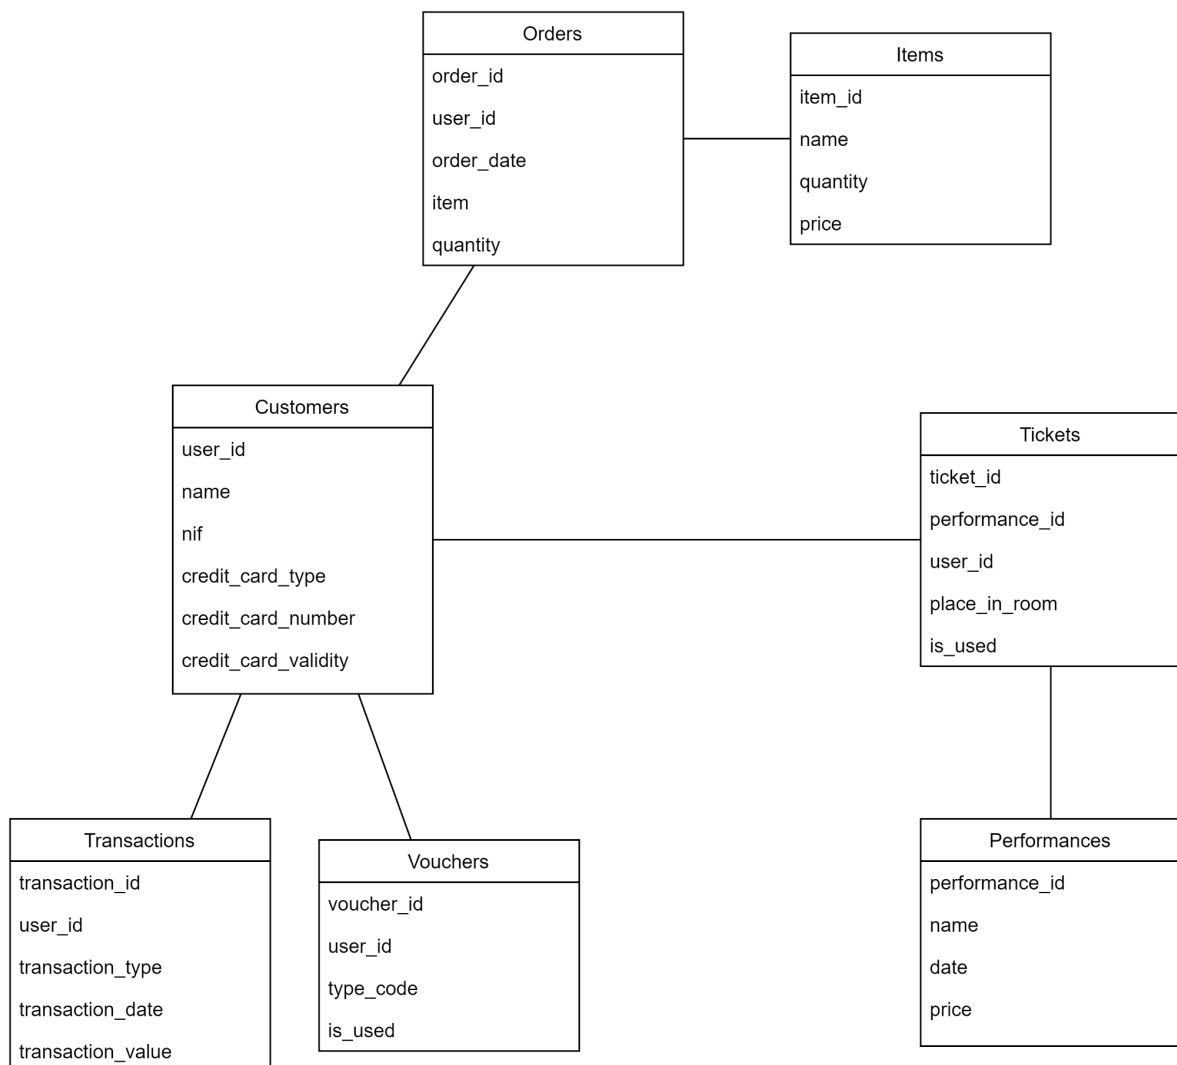 Orders
order_id
user_id
order_date
item
quantity
Items
item_id
name
quantity
price
Customers
user_id
name
nif
credit_card_type
credit_card_number
credit_card_validity
Tickets
ticket_id
performance_id
user_id
place_in_room
is_used
Transactions
transaction_id
user_id
transaction_type
transaction_date
transaction_value
Vouchers
voucher_id
user_id
type_code
is_used
Performances
performance_id
name
date
price